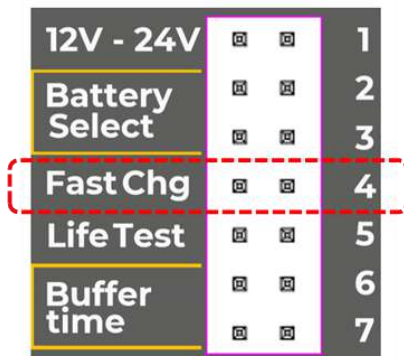 12V - 24V 1
Battery 2
Select 3
Fast Chg 4
Life Test 5
Buffer 6
time 7